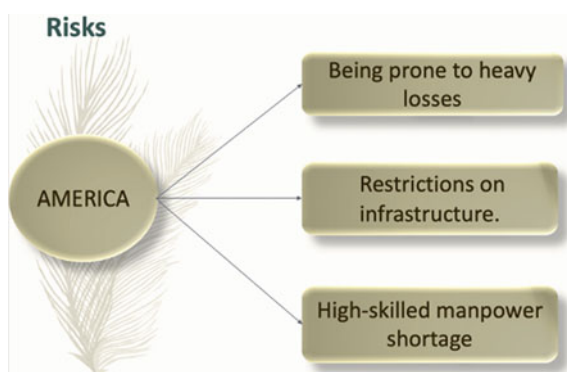 Risks
AMERICA
Being prone to heavy
losses
Restrictions on
infrastructure.
High-skilled manpower
shortage